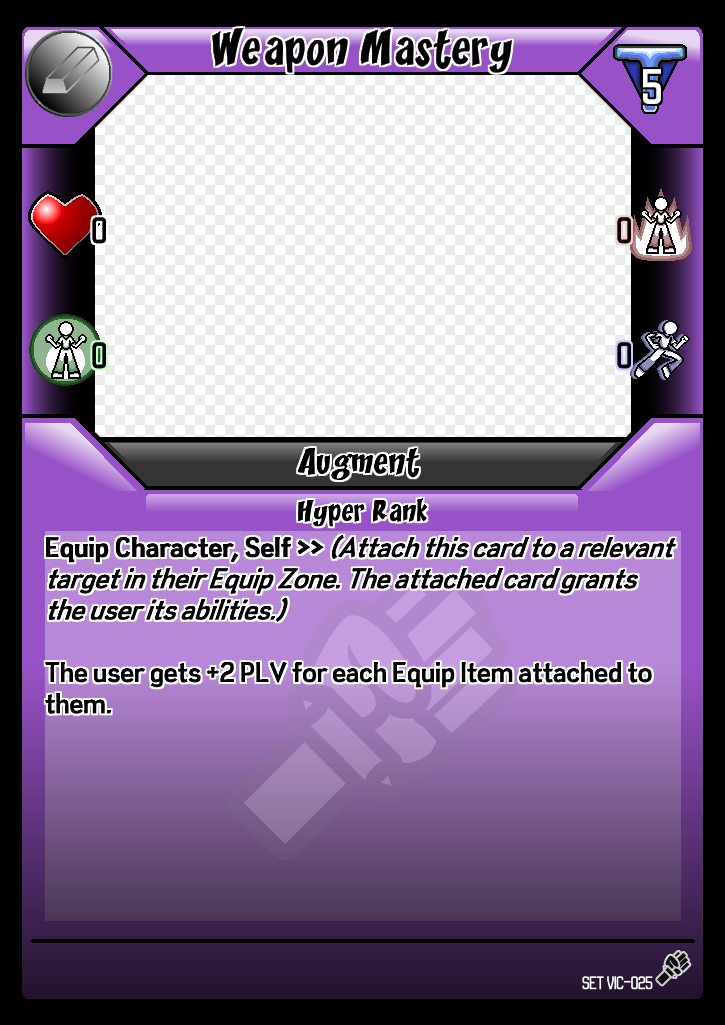 Weapon Mastery
5
0
0
0
0
Augment
Hyper Rank
Equip Character, Self >> (Attach this card to a relevant
target in their Equip Zone. The attached card grants
the user its abilities.)
The user gets +2 PLV for each Equip Item attached to
them.
SET VIC-025